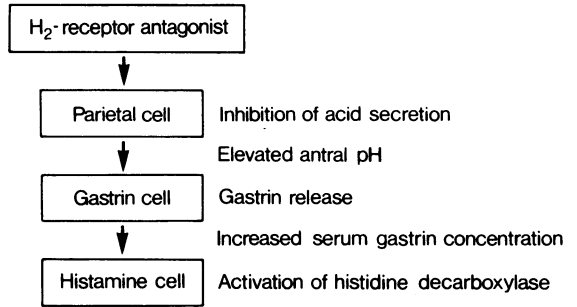 H₂-receptor antagonist
Parietal cell Inhibition of acid secretion
Elevated antral pH
Gastrin cell Gastrin release
Increased serum gastrin concentration
Histamine cell Activation of histidine decarboxylase